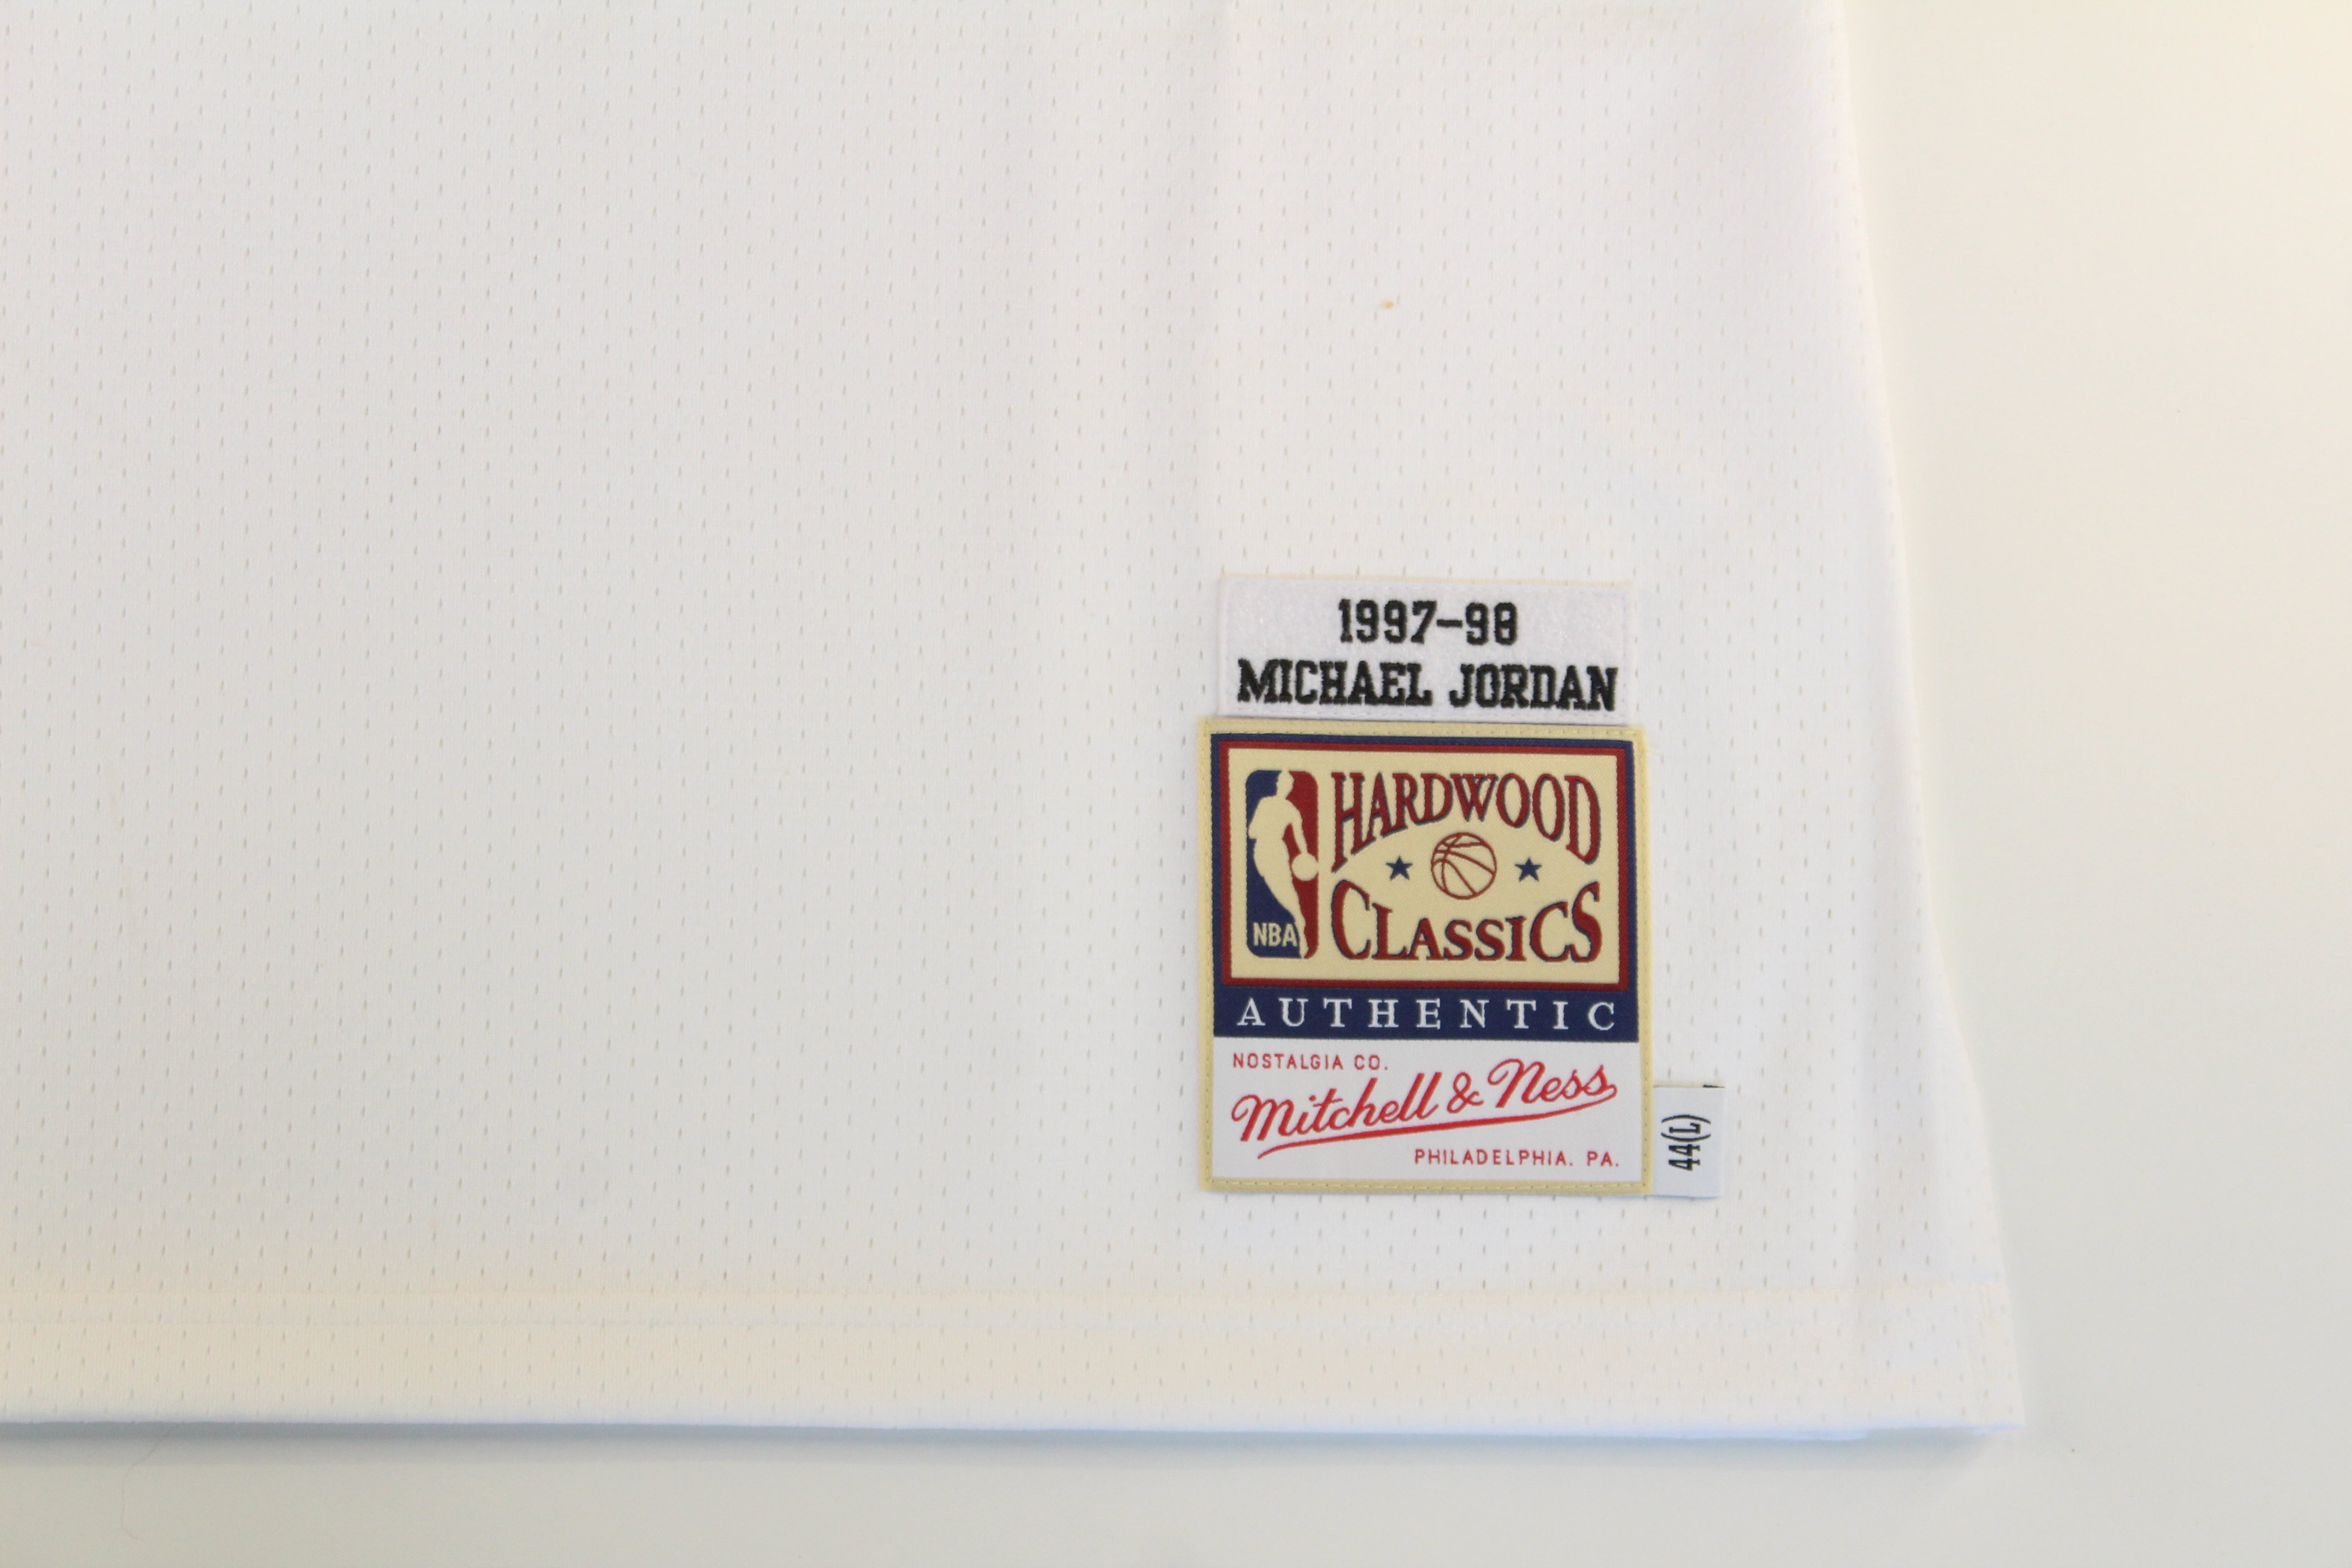 1997-98
MICHAEL JORDAN
HARDWOOD
CLASSICS
NBA
AUTHENTIC
NOSTALGIA CO.
Mitchell & Ness
PHILADELPHIA. PA.
44(L)